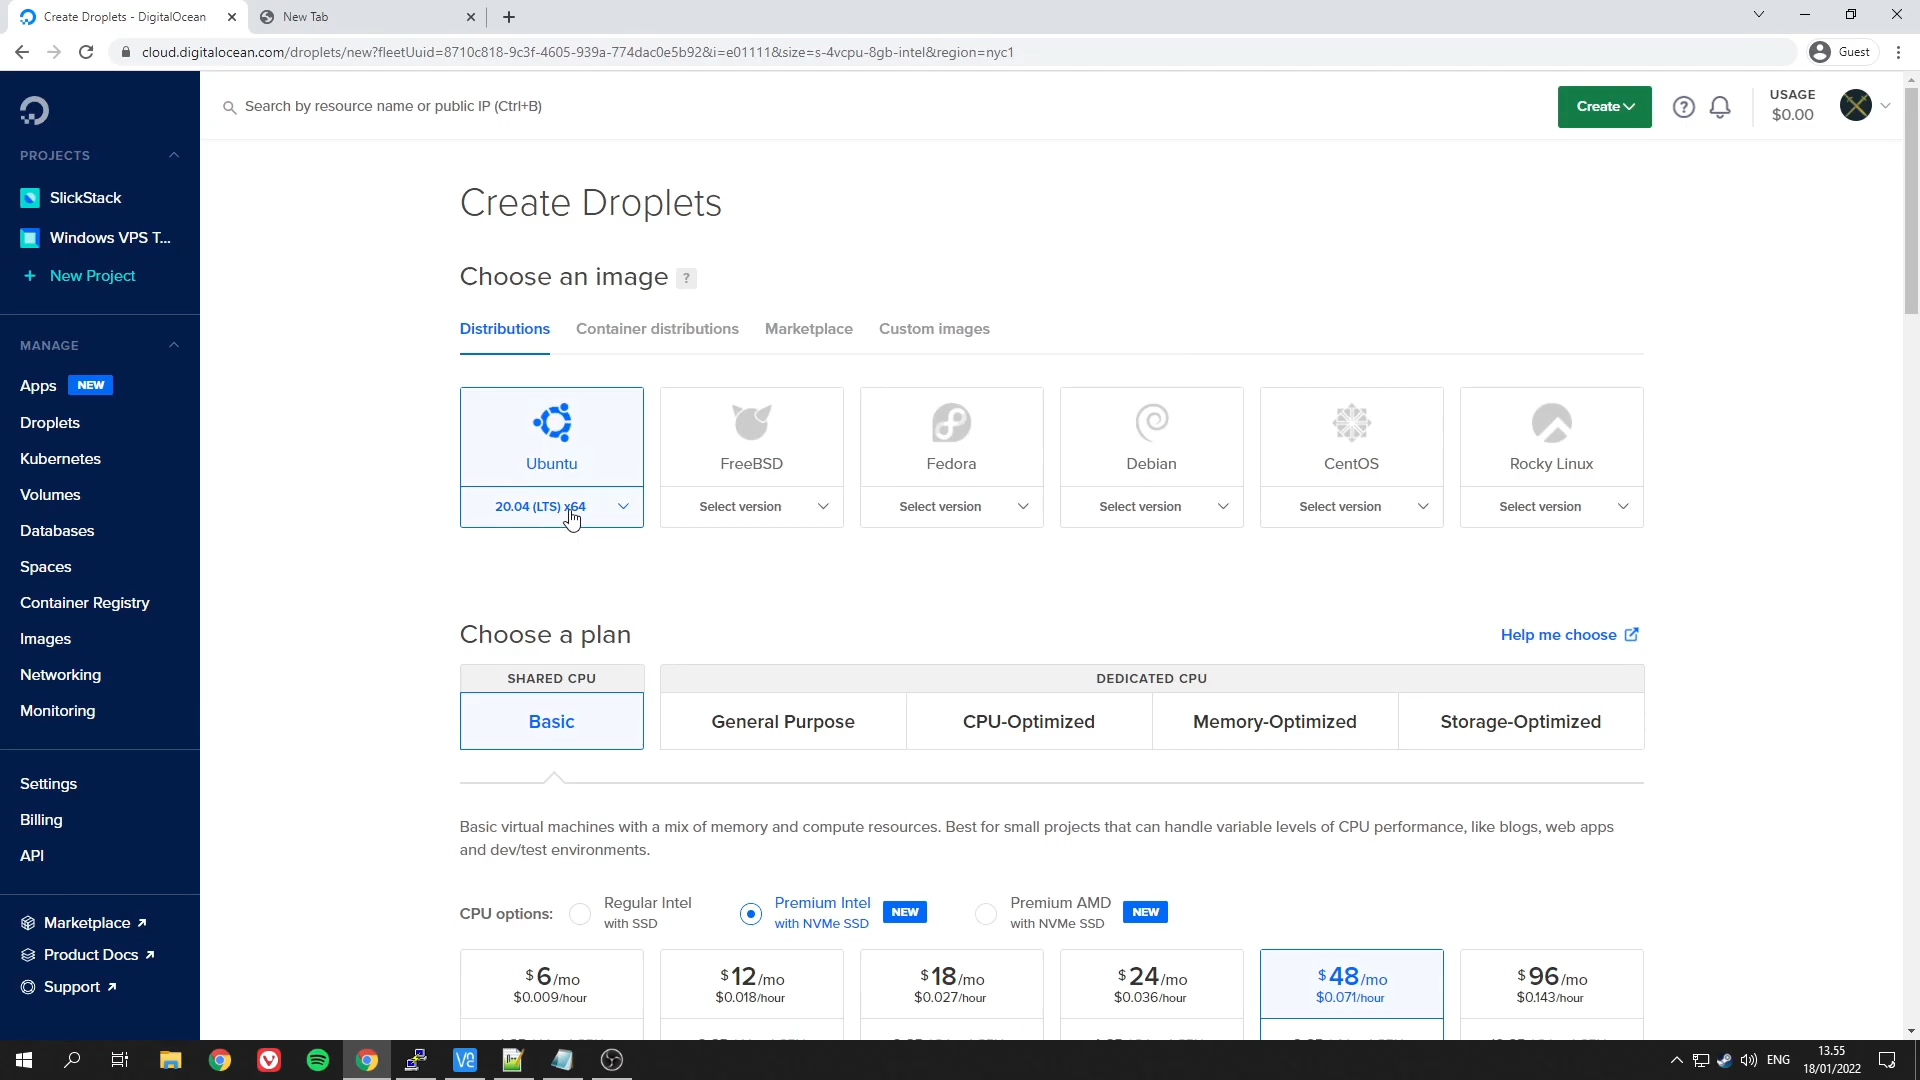 Create Droplets - DigitalOcean
New Tab
cloud.digitalocean.com/droplets/new?fleetUuid=8710c818-9c3f-4605-939a-774dac0e5b92&i=e01111&size=s-4vcpu-8gb-intel&region=nyc1
Guest
Search by resource name or public IP (Ctrl+B)
Create
?
USAGE
$0.00
PROJECTS
SlickStack
Windows VPS T...
+ New Project
MANAGE
Apps NEW
Droplets
Kubernetes
Volumes
Databases
Spaces
Container Registry
Images
Networking
Monitoring
Settings
Billing
API
Marketplace
Product Docs
Support
Create Droplets
Choose an image ?
Distributions Container distributions Marketplace Custom images
Ubuntu FreeBSD Fedora Debian CentOS Rocky Linux
20.04 (LTS) x64 Select version Select version Select version Select version Select version
Choose a plan
Help me choose
SHARED CPU DEDICATED CPU
Basic General Purpose CPU-Optimized Memory-Optimized Storage-Optimized
Basic virtual machines with a mix of memory and compute resources. Best for small projects that can handle variable levels of CPU performance, like blogs, web apps
and dev/test environments.
CPU options:
Regular Intel
with SSD
Premium Intel
with NVMe SSD
NEW
Premium AMD
with NVMe SSD
NEW
$6/mo $12/mo $18/mo $24/mo $48/mo $96/mo
$0.009/hour $0.018/hour $0.027/hour $0.036/hour $0.071/hour $0.143/hour
ENG
13.55
18/01/2022